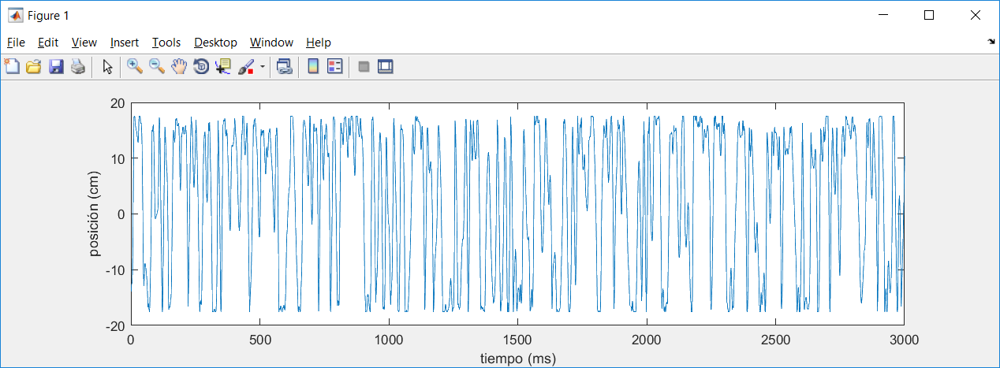 Figure 1
File Edit View Insert Tools Desktop Window Help
20
10
0
-10
-20
posición (cm)
0 500 1000 1500 2000 2500 3000
tiempo (ms)